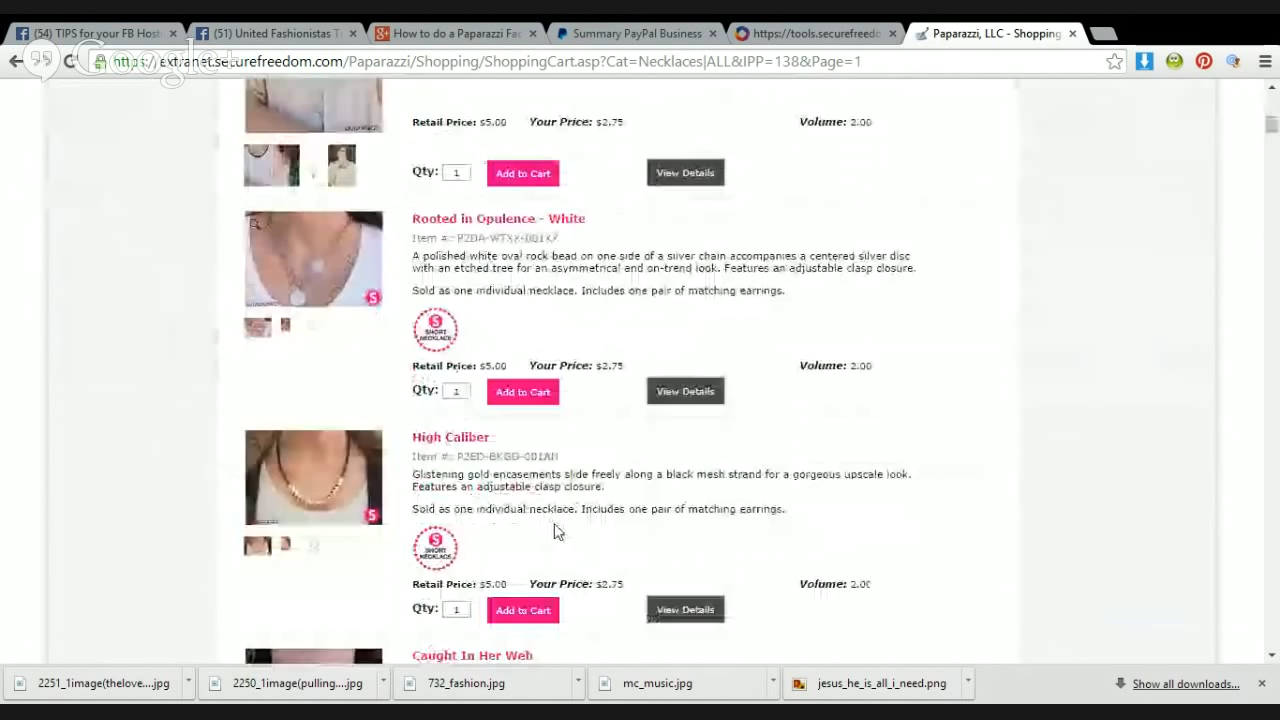 (54) TIPS for your FB Host
(51) United Fashionistas T
How to do a Paparazzi Fa
Summary PayPal Business
https://tools.securefreedo
Paparazzi, LLC - Shopping
Google+
https://extranet.securefreedom.com/Paparazzi/Shopping/ShoppingCart.asp?Cat=Necklaces|ALL&IPP=138&Page=1
Retail Price: $5.00 Your Price: $2.75 Volume: 2.00
Qty: 1 Add to Cart View Details
Rooted in Opulence - White
Item #:
A polished white oval rock bead on one side of a silver chain accompanies a centered silver disc
with an etched tree for an asymmetrical and on-trend look. Features an adjustable clasp closure.
Sold as one individual necklace. Includes one pair of matching earrings.
S
SHORT
NECKLACE
Retail Price: $5.00 Your Price: $2.75 Volume: 2.00
Qty: 1 Add to Cart View Details
High Caliber
Item #:
Glistening gold encasements slide freely along a black mesh strand for a gorgeous upscale look.
Features an adjustable clasp closure.
Sold as one individual necklace. Includes one pair of matching earrings.
S
SHORT
NECKLACE
Retail Price: $5.00 Your Price: $2.75 Volume: 2.00
Qty: 1 Add to Cart View Details
Caught In Her Web
2251_1image(thelove....jpg
2250_1image(pulling....jpg
732_fashion.jpg
mc_music.jpg
jesus_he_is_all_i_need.png
Show all downloads...